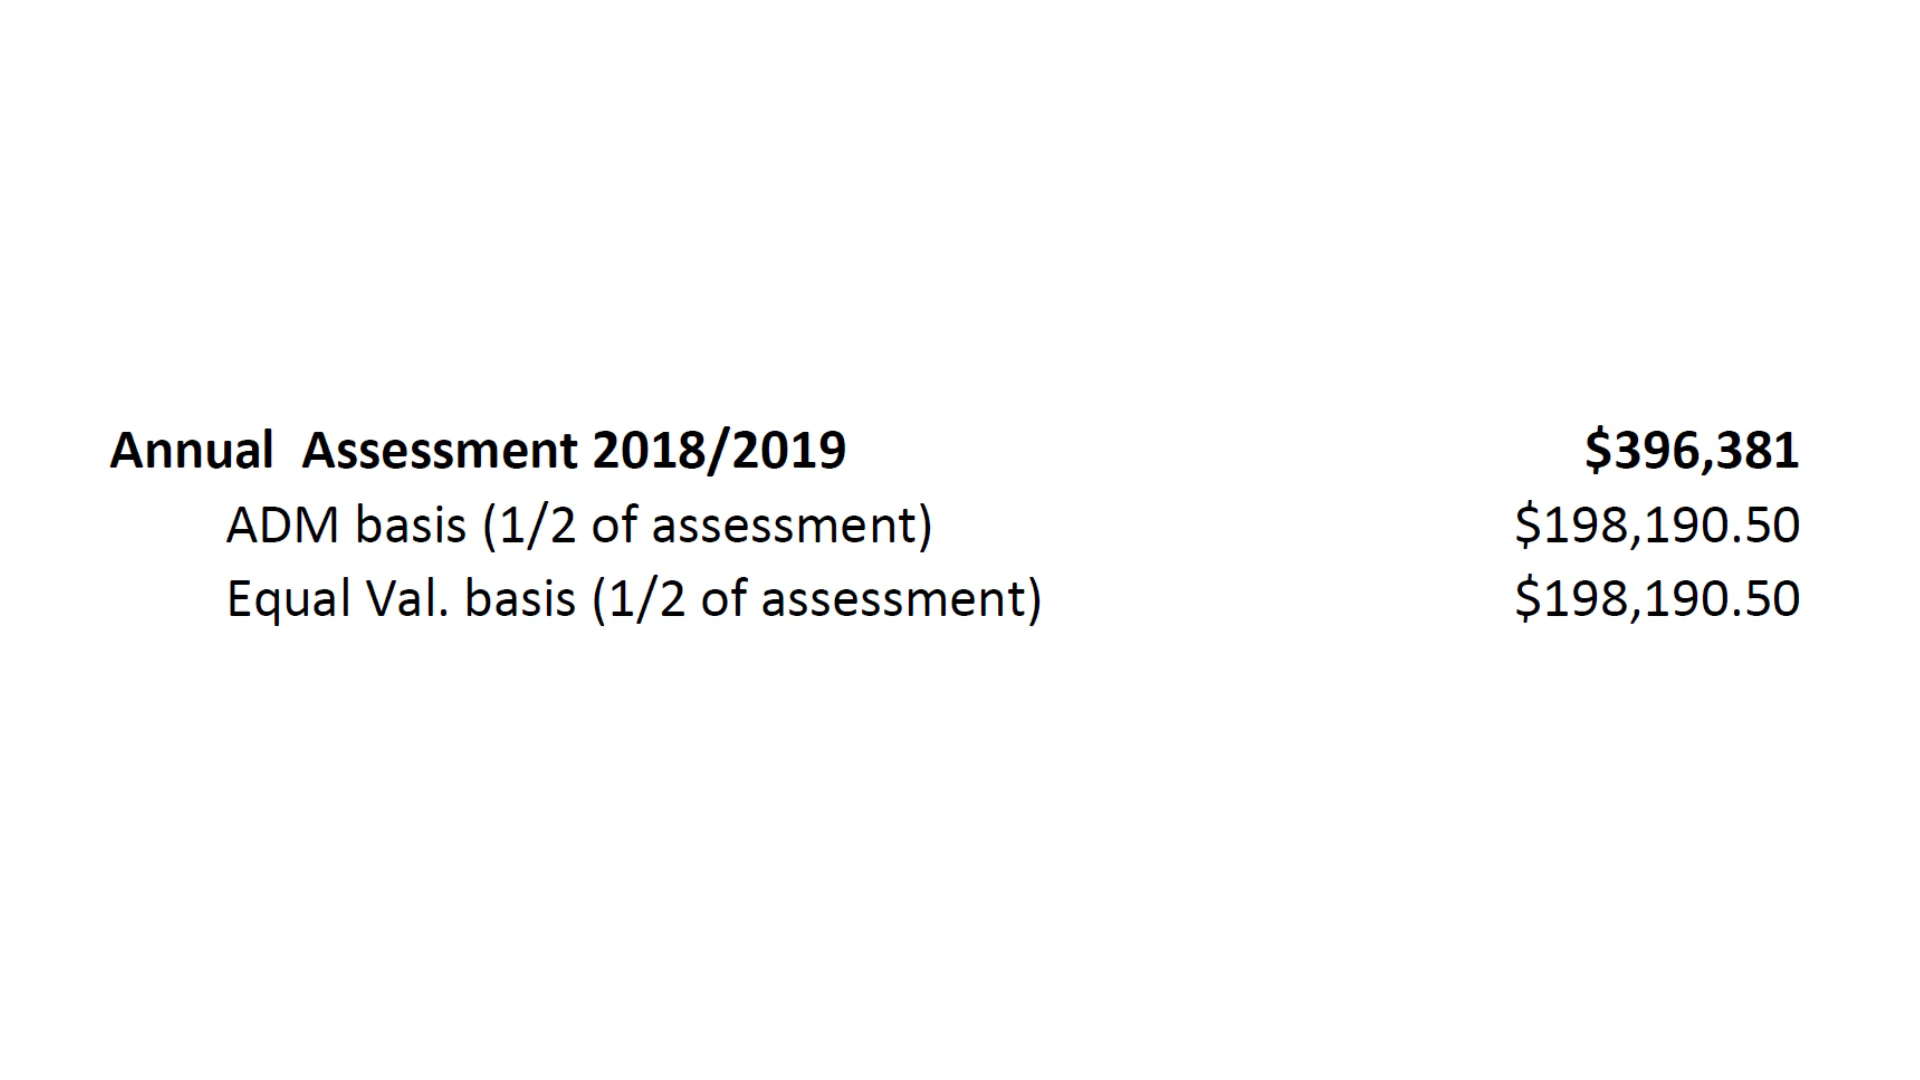 Annual Assessment 2018/2019 $396,381
ADM basis (1/2 of assessment) $198,190.50
Equal Val. basis (1/2 of assessment) $198,190.50